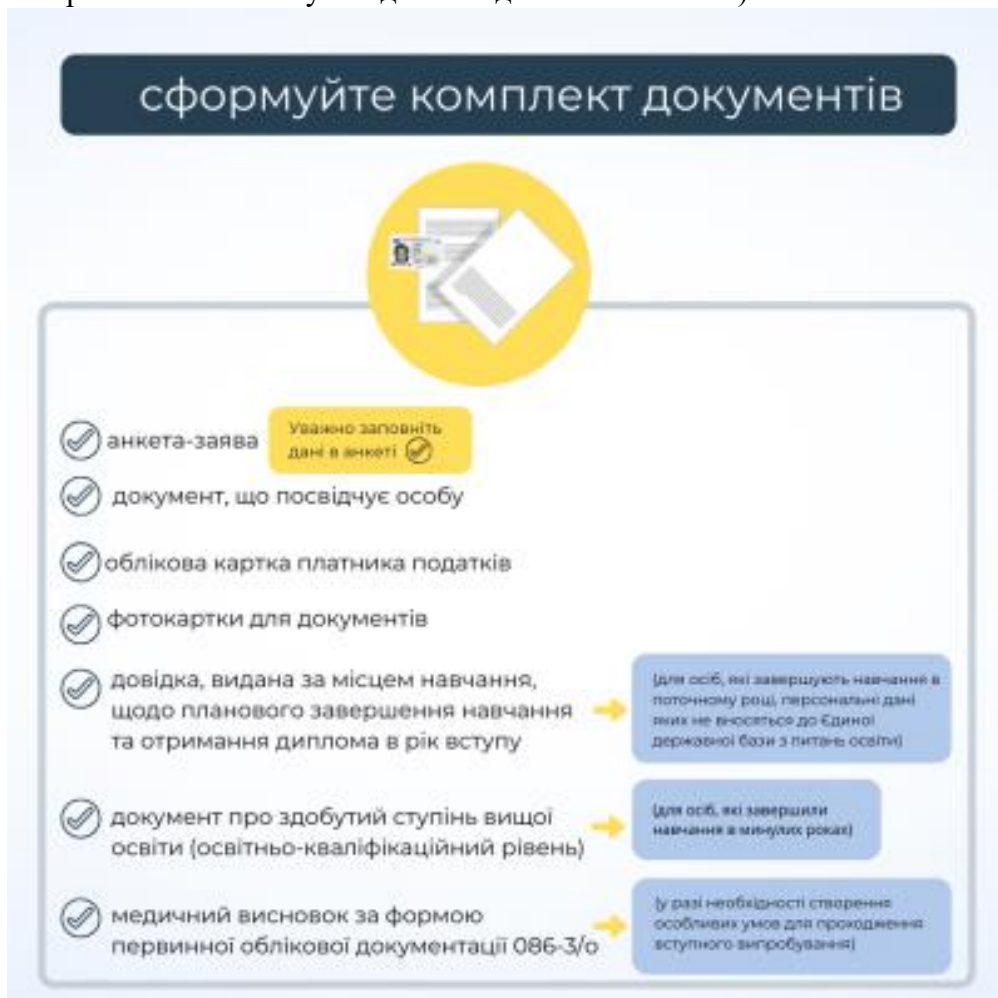 сформуйте комплект документів
анкета-заява
Уважно заповніть
дані в анкеті
документ, що посвідчує особу
облікова картка платника податків
фотокартки для документів
довідка, видана за місцем навчання,
щодо планового завершення навчання
та отримання диплома в рік вступу
(для осіб, які завершують навчання в
поточному році, персональні дані
яких не вносяться до Єдиної
державної бази з питань освіти)
документ про здобутий ступінь вищої
освіти (освітньо-кваліфікаційний рівень)
(для осіб, які завершили
навчання в минулих роках)
медичний висновок за формою
первинної облікової документації 086-3/о
(у разі необхідності створення
особливих умов для проходження
вступного випробування)